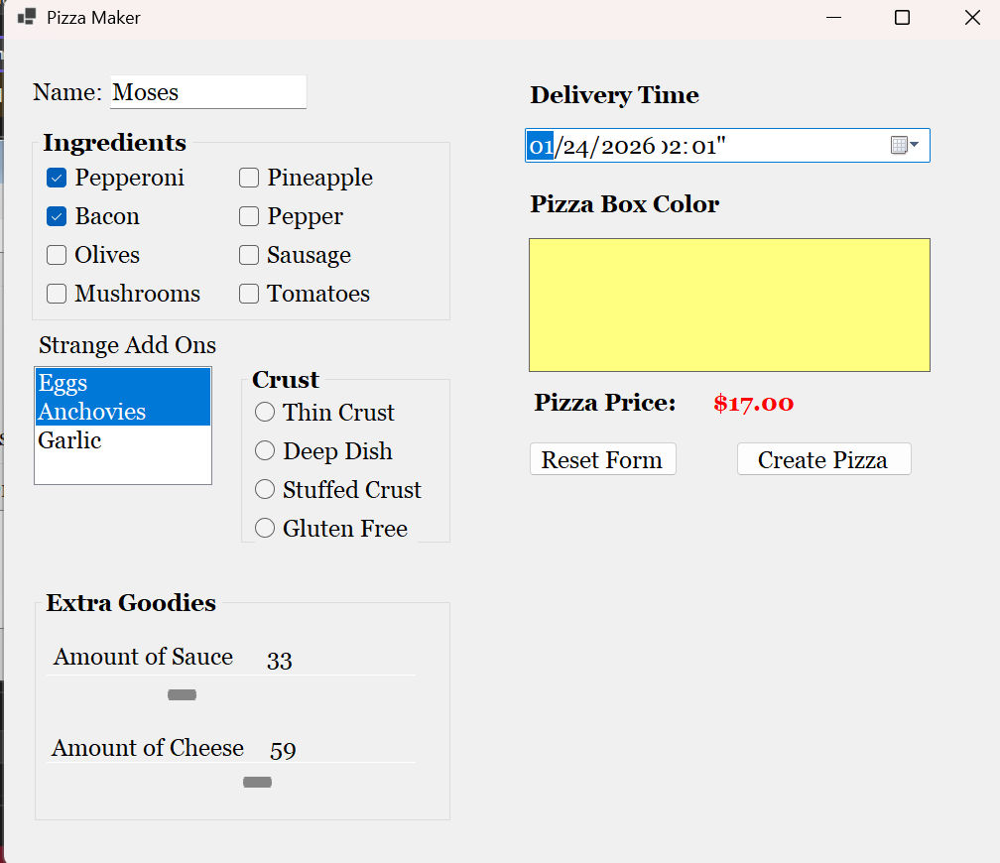 Pizza Maker
Name: Moses
Ingredients
Pepperoni
Pineapple
Bacon
Pepper
Olives
Sausage
Mushrooms
Tomatoes
Strange Add Ons
Eggs
Anchovies
Garlic
Crust
Thin Crust
Deep Dish
Stuffed Crust
Gluten Free
Extra Goodies
Amount of Sauce 33
Amount of Cheese 59
Delivery Time
01/24/2026 02:01"
Pizza Box Color
Pizza Price: $17.00
Reset Form
Create Pizza